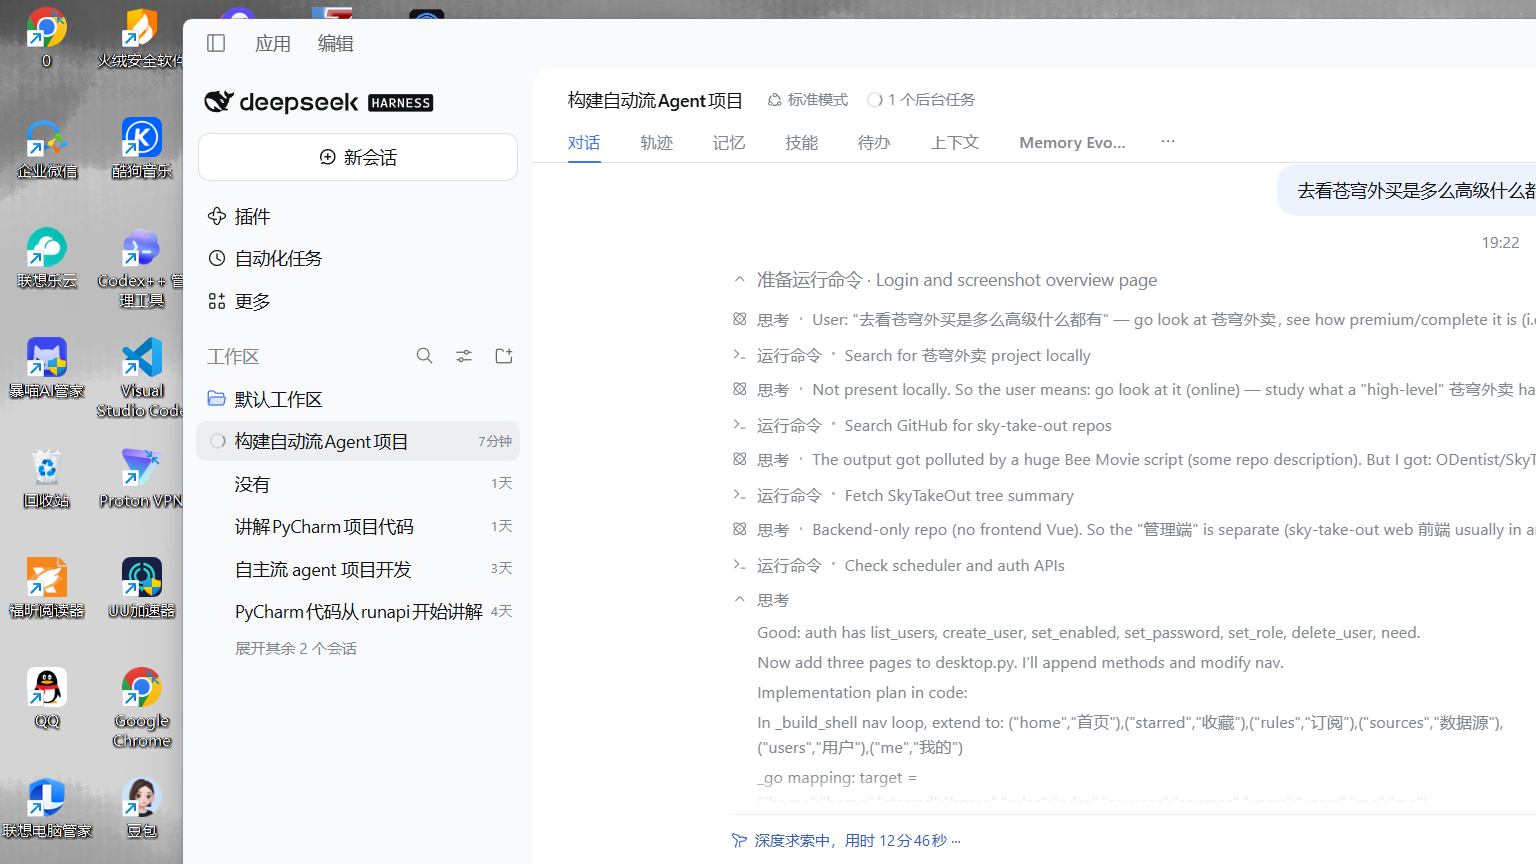 0
火绒安全软件
企业微信
酷狗音乐
联想乐云
Codex++ 管
理工具
暴喵AI管家
Visual
Studio Code
回收站
Proton VPN
福昕阅读器
UU加速器
QQ
Google
Chrome
联想电脑管家
豆包
应用 编辑
deepseek HARNESS
新会话
插件
自动化任务
更多
工作区
默认工作区
构建自动流Agent项目 7分钟
没有 1天
讲解PyCharm项目代码 1天
自主流 agent 项目开发 3天
PyCharm代码从runapi开始讲解 4天
展开其余 2 个会话
构建自动流Agent项目 标准模式 1 个后台任务
对话 轨迹 记忆 技能 待办 上下文 Memory Evo... ...
去看苍穹外买是多么高级什么都
19:22
准备运行命令 · Login and screenshot overview page
思考 · User: "去看苍穹外买是多么高级什么都有" — go look at 苍穹外卖, see how premium/complete it is (i.e
运行命令 · Search for 苍穹外卖 project locally
思考 · Not present locally. So the user means: go look at it (online) — study what a "high-level" 苍穹外卖 ha
运行命令 · Search GitHub for sky-take-out repos
思考 · The output got polluted by a huge Bee Movie script (some repo description). But I got: ODentist/SkyT
运行命令 · Fetch SkyTakeOut tree summary
思考 · Backend-only repo (no frontend Vue). So the "管理端" is separate (sky-take-out web 前端 usually in a
运行命令 · Check scheduler and auth APIs
思考
Good: auth has list_users, create_user, set_enabled, set_password, set_role, delete_user, need.
Now add three pages to desktop.py. I'll append methods and modify nav.
Implementation plan in code:
In _build_shell nav loop, extend to: ("home","首页"),("starred","收藏"),("rules","订阅"),("sources","数据源"),
("users","用户"),("me","我的")
_go mapping: target =
深度求索中，用时 12分46秒 ...